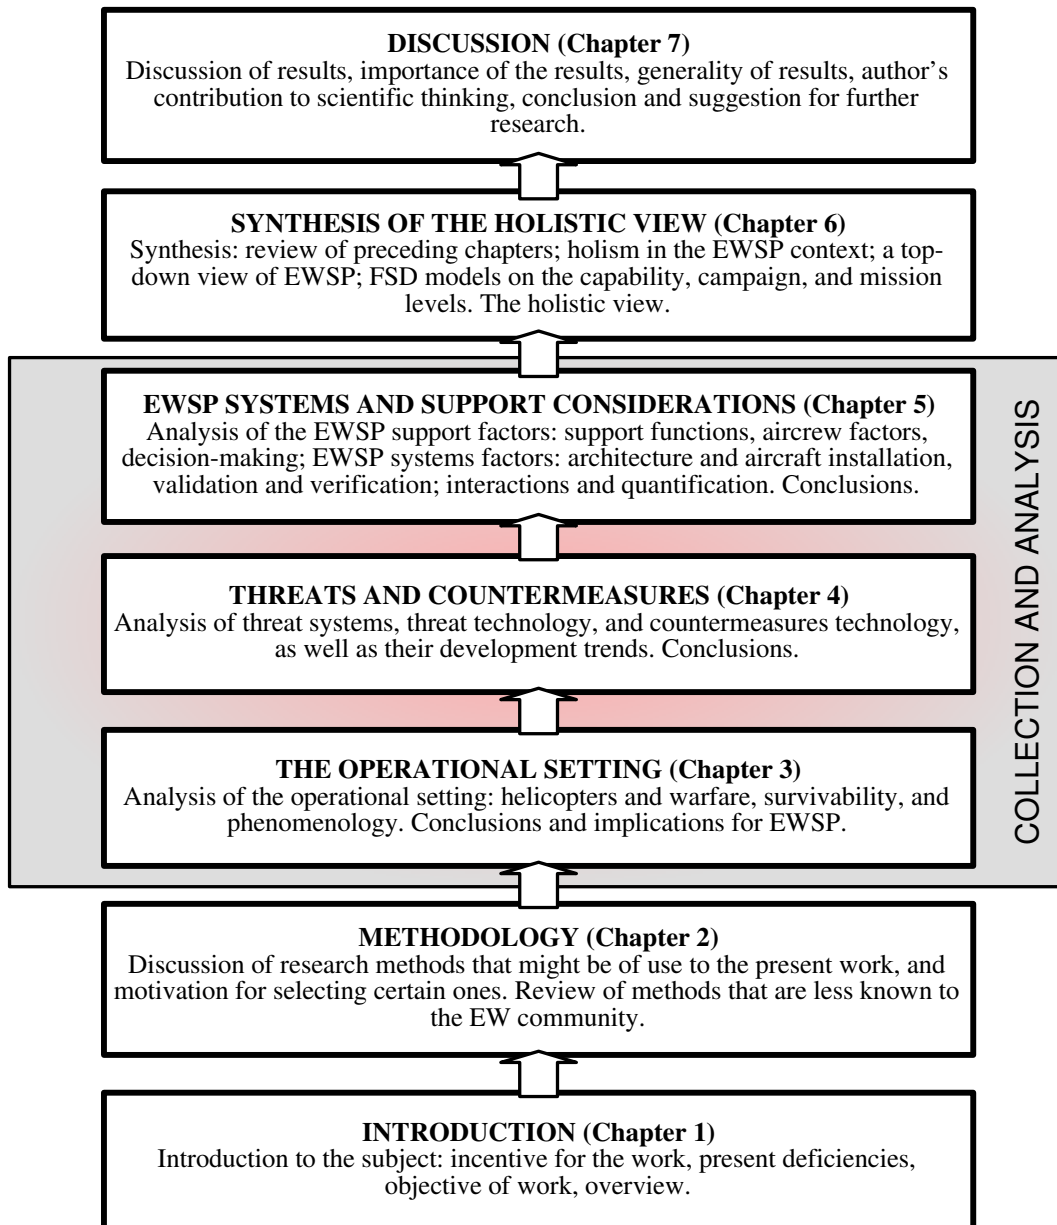 DISCUSSION (Chapter 7)
Discussion of results, importance of the results, generality of results, author's
contribution to scientific thinking, conclusion and suggestion for further
research.
SYNTHESIS OF THE HOLISTIC VIEW (Chapter 6)
Synthesis: review of preceding chapters; holism in the EWSP context; a top-
down view of EWSP; FSD models on the capability, campaign, and mission
levels. The holistic view.
EWSP SYSTEMS AND SUPPORT CONSIDERATIONS (Chapter 5)
Analysis of the EWSP support factors: support functions, aircrew factors,
decision-making; EWSP systems factors: architecture and aircraft installation,
validation and verification; interactions and quantification. Conclusions.
THREATS AND COUNTERMEASURES (Chapter 4)
Analysis of threat systems, threat technology, and countermeasures technology,
as well as their development trends. Conclusions.
THE OPERATIONAL SETTING (Chapter 3)
Analysis of the operational setting: helicopters and warfare, survivability, and
phenomenology. Conclusions and implications for EWSP.
COLLECTION AND ANALYSIS
METHODOLOGY (Chapter 2)
Discussion of research methods that might be of use to the present work, and
motivation for selecting certain ones. Review of methods that are less known to
the EW community.
INTRODUCTION (Chapter 1)
Introduction to the subject: incentive for the work, present deficiencies,
objective of work, overview.